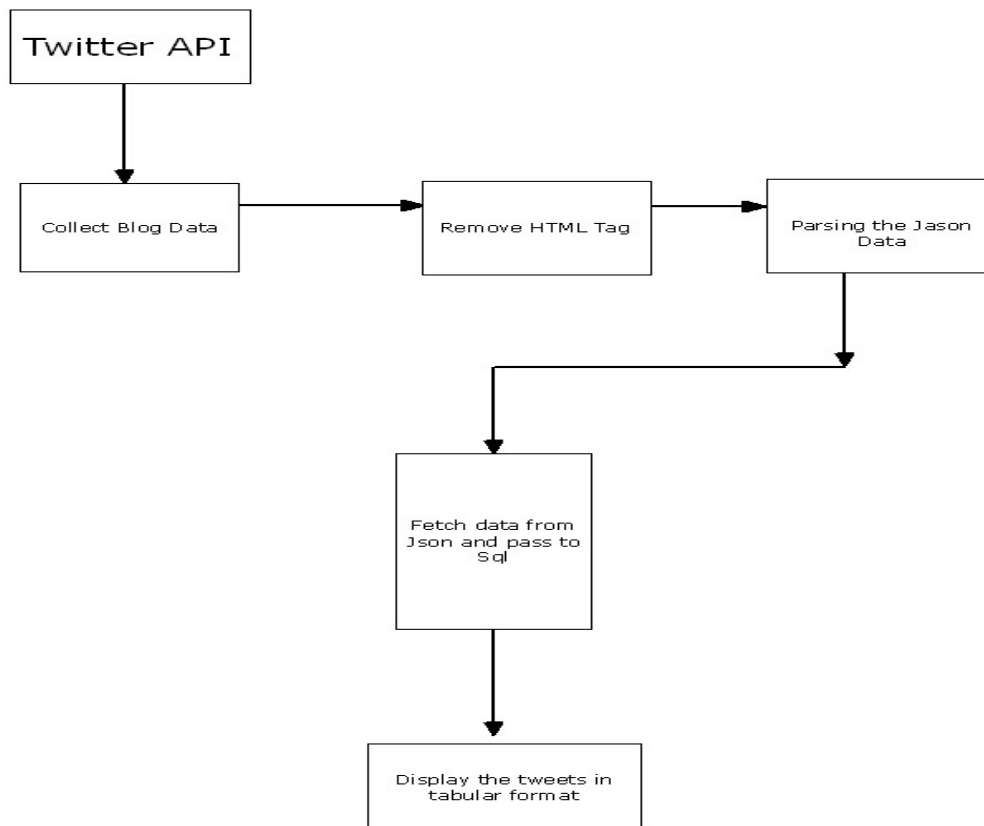 Twitter API
Collect Blog Data
Remove HTML Tag
Parsing the Jason
Data
Fetch data from
Json and pass to
Sql
Display the tweets in
tabular format